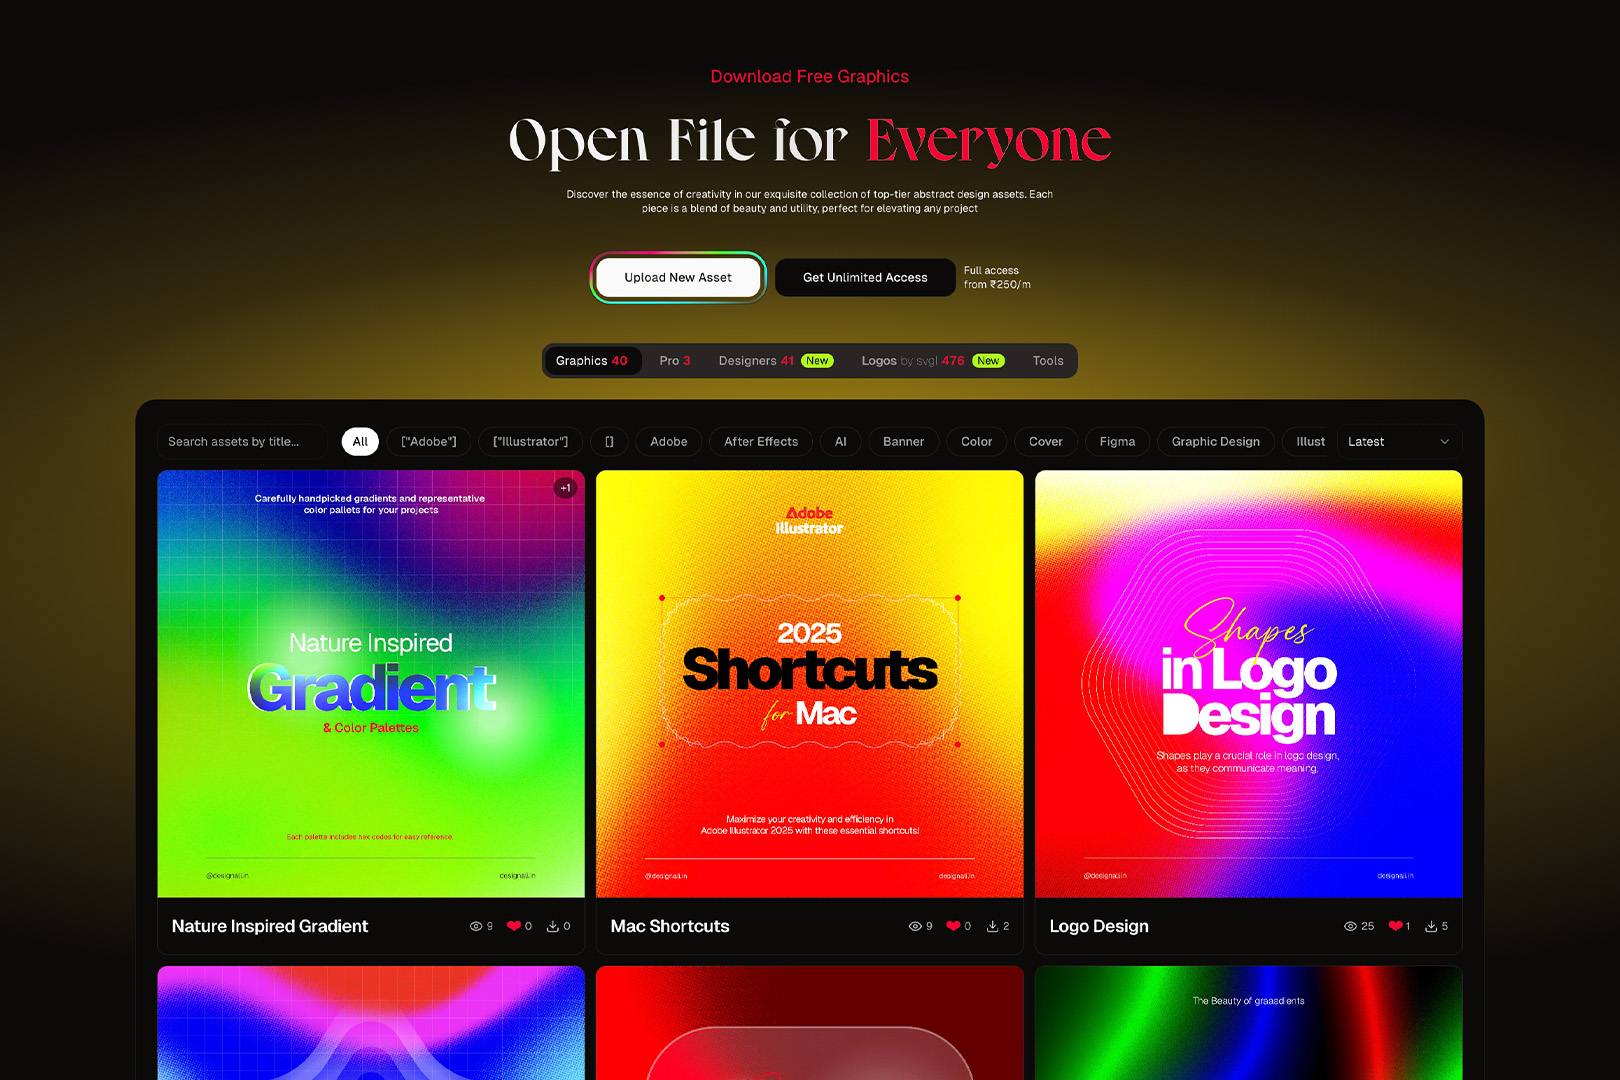 Download Free Graphics
Open File for Everyone
Discover the essence of creativity in our exquisite collection of top-tier abstract design assets. Each
piece is a blend of beauty and utility, perfect for elevating any project
Upload New Asset
Get Unlimited Access
Full access
from ₹250/m
Graphics 40
Pro 3
Designers 41 New
Logos by svgl 476 New
Tools
Search assets by title...
All
["Adobe"]
["Illustrator"]
[]
Adobe
After Effects
AI
Banner
Color
Cover
Figma
Graphic Design
Illust
Latest
+1
Carefully handpicked gradients and representative
color pallets for your projects
Nature Inspired
Gradient
& Color Palettes
Each palette includes hex codes for easy reference.
@designall.in
designall.in
Nature Inspired Gradient
9
0
0
Adobe
Illustrator
2025
Shortcuts
for Mac
Maximize your creativity and efficiency in
Adobe Illustrator 2025 with these essential shortcuts!
@designall.in
designall.in
Mac Shortcuts
9
0
2
Shapes
in Logo
Design
Shapes play a crucial role in logo design,
as they communicate meaning.
@designall.in
designall.in
Logo Design
25
1
5
The Beauty of graaadients